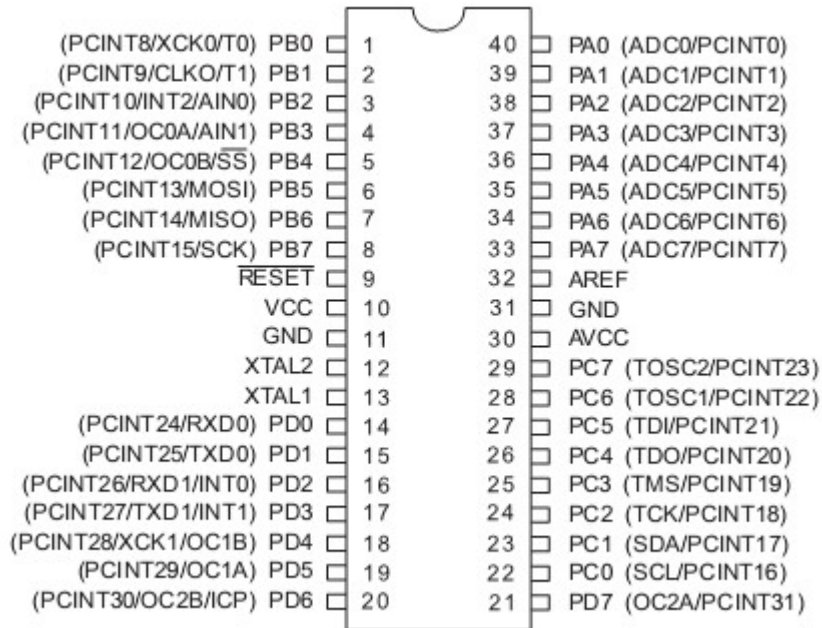 (PCINT8/XCK0/T0) PB0 1 40 PA0 (ADC0/PCINT0)
(PCINT9/CLKO/T1) PB1 2 39 PA1 (ADC1/PCINT1)
(PCINT10/INT2/AIN0) PB2 3 38 PA2 (ADC2/PCINT2)
(PCINT11/OC0A/AIN1) PB3 4 37 PA3 (ADC3/PCINT3)
(PCINT12/OC0B/S̅S̅) PB4 5 36 PA4 (ADC4/PCINT4)
(PCINT13/MOSI) PB5 6 35 PA5 (ADC5/PCINT5)
(PCINT14/MISO) PB6 7 34 PA6 (ADC6/PCINT6)
(PCINT15/SCK) PB7 8 33 PA7 (ADC7/PCINT7)
R̅E̅S̅E̅T̅ 9 32 AREF
VCC 10 31 GND
GND 11 30 AVCC
XTAL2 12 29 PC7 (TOSC2/PCINT23)
XTAL1 13 28 PC6 (TOSC1/PCINT22)
(PCINT24/RXD0) PD0 14 27 PC5 (TDI/PCINT21)
(PCINT25/TXD0) PD1 15 26 PC4 (TDO/PCINT20)
(PCINT26/RXD1/INT0) PD2 16 25 PC3 (TMS/PCINT19)
(PCINT27/TXD1/INT1) PD3 17 24 PC2 (TCK/PCINT18)
(PCINT28/XCK1/OC1B) PD4 18 23 PC1 (SDA/PCINT17)
(PCINT29/OC1A) PD5 19 22 PC0 (SCL/PCINT16)
(PCINT30/OC2B/ICP) PD6 20 21 PD7 (OC2A/PCINT31)